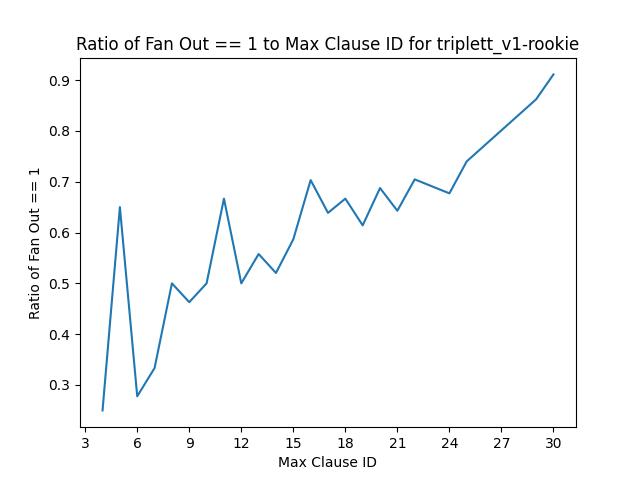 Ratio of Fan Out == 1 to Max Clause ID for triplett_v1-rookie
Ratio of Fan Out == 1
0.9
0.8
0.7
0.6
0.5
0.4
0.3
3 6 9 12 15 18 21 24 27 30
Max Clause ID